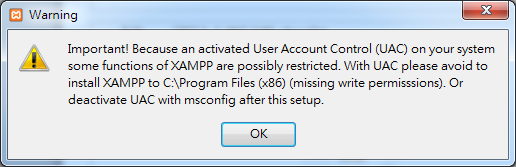 Warning
Important! Because an activated User Account Control (UAC) on your system
some functions of XAMPP are possibly restricted. With UAC please avoid to
install XAMPP to C:\Program Files (x86) (missing write permisssions). Or
deactivate UAC with msconfig after this setup.
OK